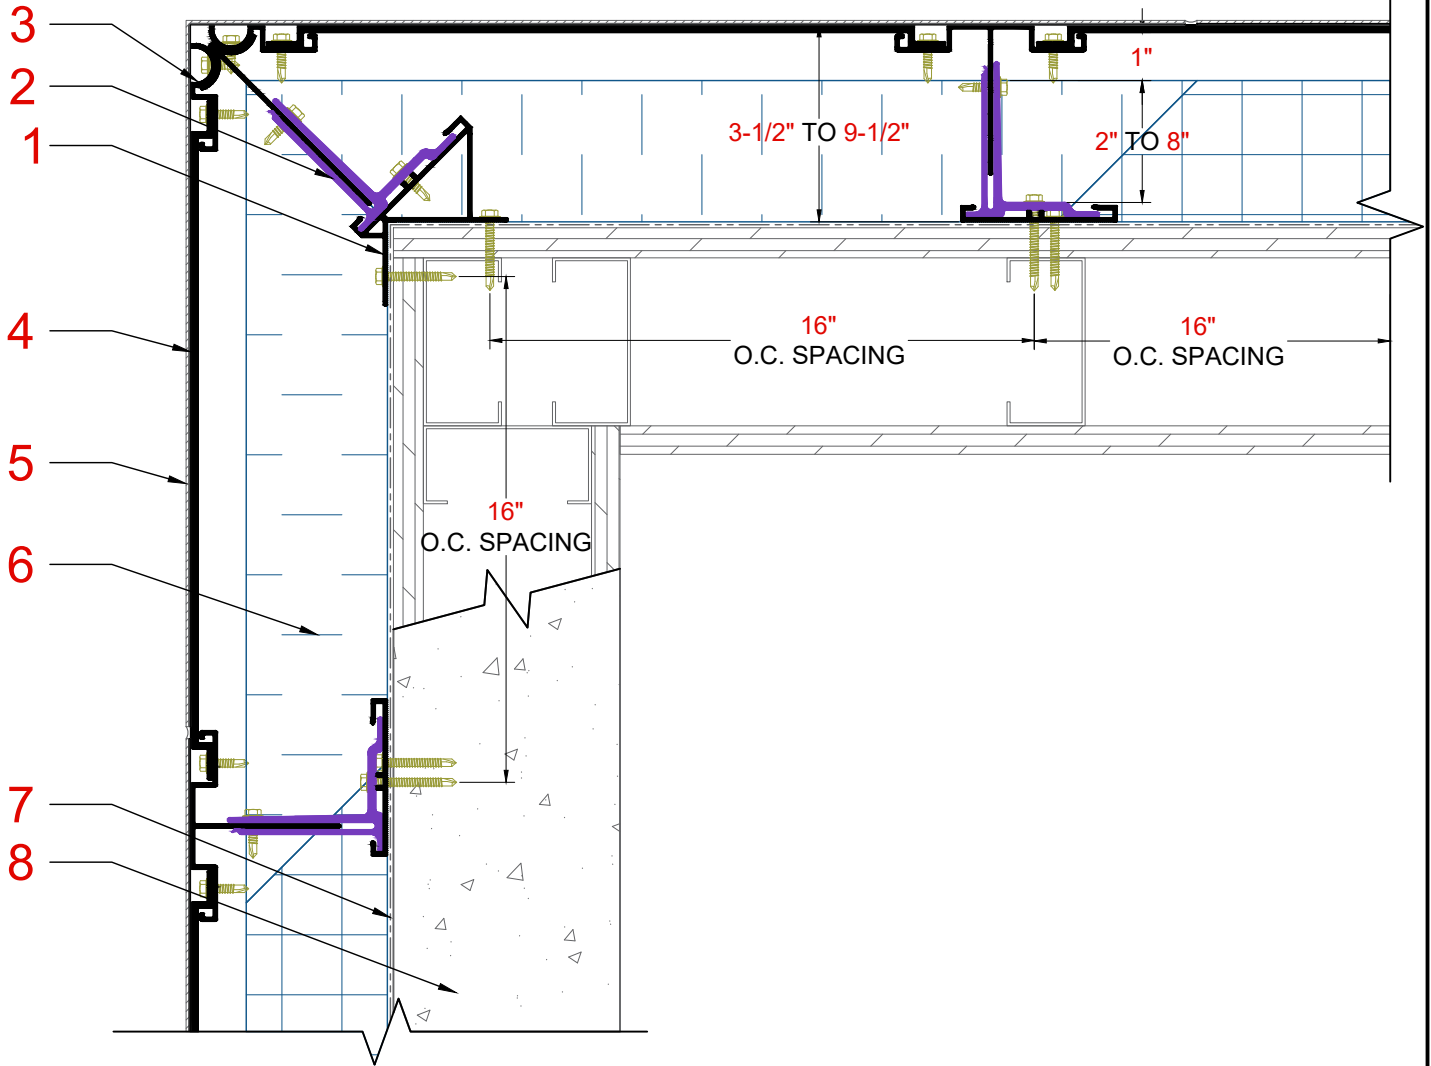 3
2
1
4
5
6
7
8
1"
3-1/2" TO 9-1/2"
2" TO 8"
16"
O.C. SPACING
16"
O.C. SPACING
16"
O.C. SPACING